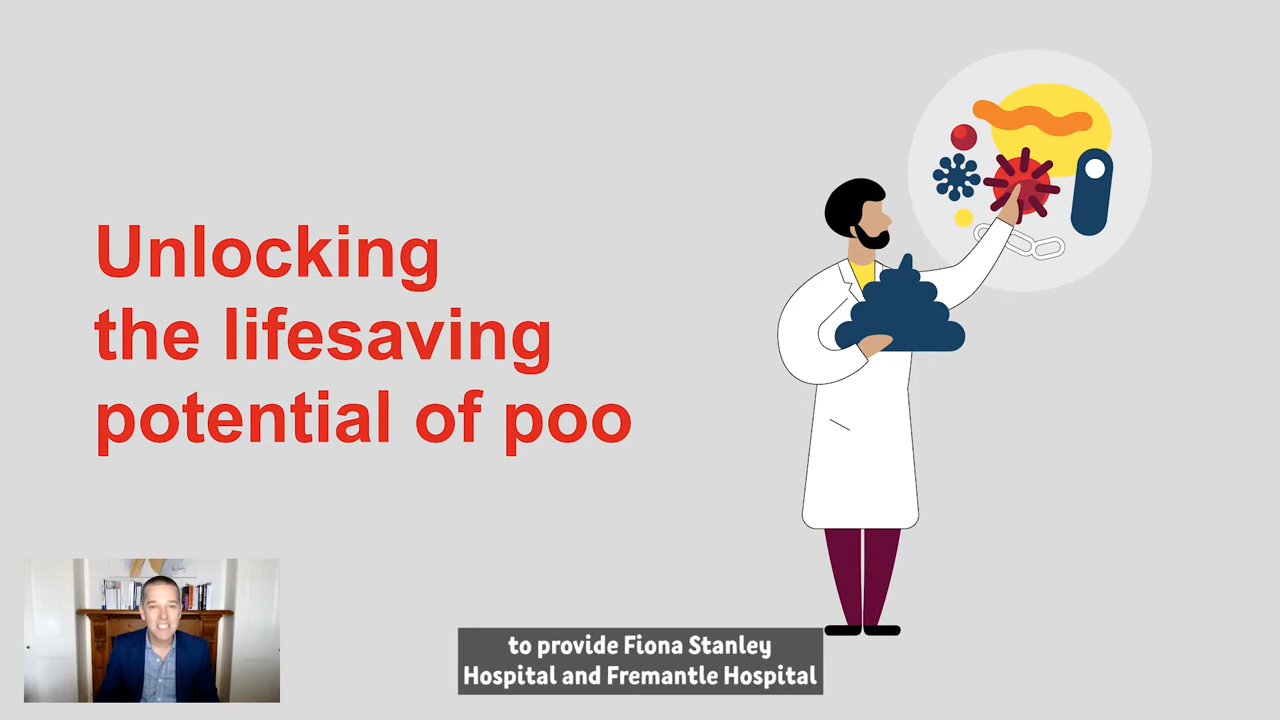 Unlocking
the lifesaving
potential of poo
to provide Fiona Stanley
Hospital and Fremantle Hospital